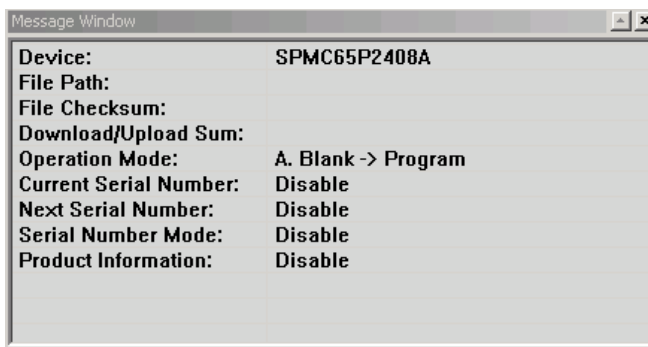 Message Window
Device: SPMC65P2408A
File Path:
File Checksum:
Download/Upload Sum:
Operation Mode: A. Blank -> Program
Current Serial Number: Disable
Next Serial Number: Disable
Serial Number Mode: Disable
Product Information: Disable